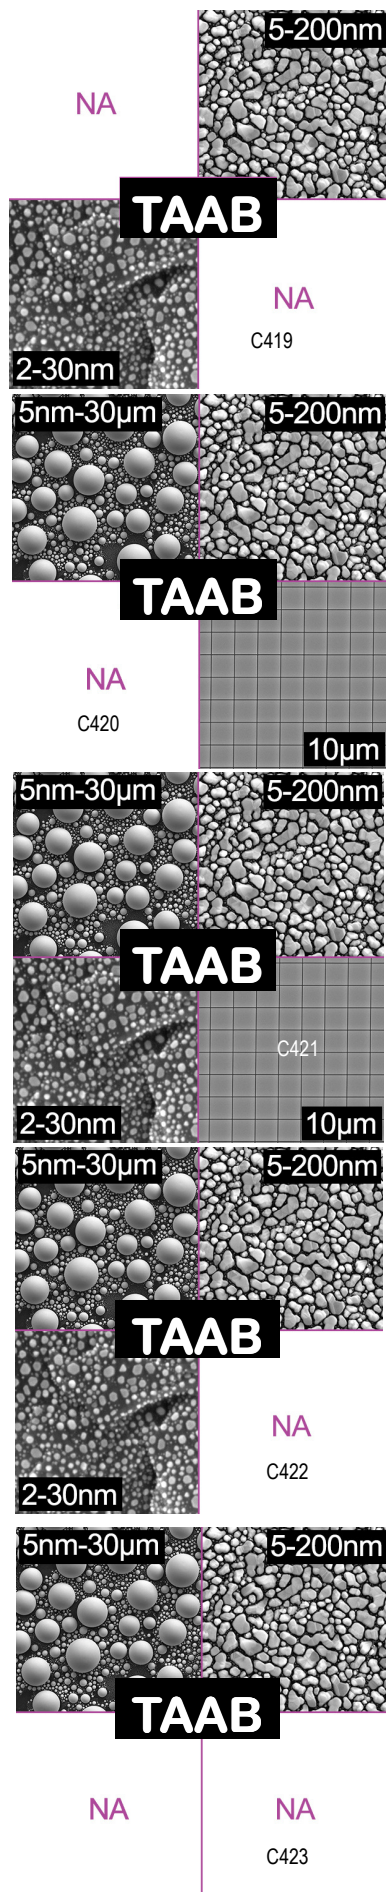 5-200nm
NA
TAAB
NA
C419
2-30nm
5nm-30μm 5-200nm
TAAB
NA
C420
10μm
5nm-30μm 5-200nm
TAAB
C421
2-30nm 10μm
5nm-30μm 5-200nm
TAAB
NA
C422
2-30nm
5nm-30μm 5-200nm
TAAB
NA NA
C423